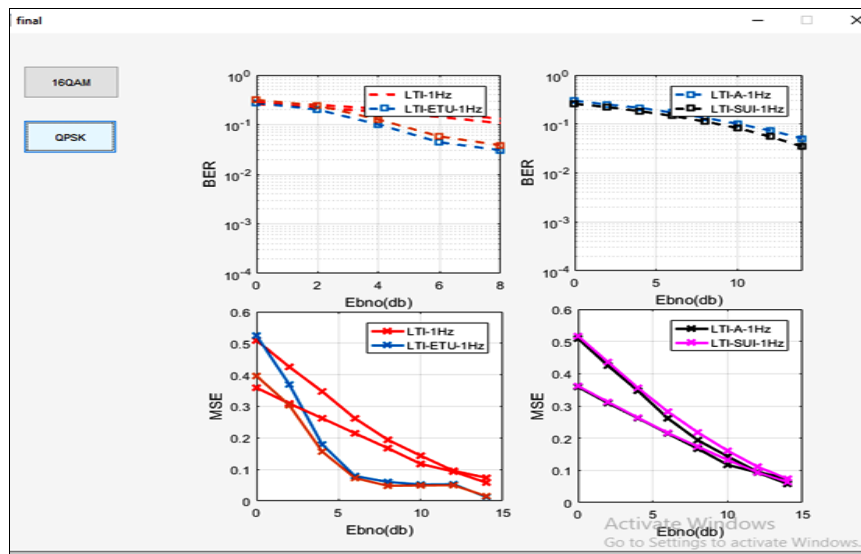 final
16QAM
QPSK
10^0
10^-1
10^-2
10^-3
10^-4
BER
0 2 4 6 8
Ebno(db)
LTI-1Hz
LTI-ETU-1Hz
10^0
10^-1
10^-2
10^-3
10^-4
BER
0 5 10
Ebno(db)
LTI-A-1Hz
LTI-SUI-1Hz
0.6
0.5
0.4
0.3
0.2
0.1
0
MSE
0 5 10 15
Ebno(db)
LTI-1Hz
LTI-ETU-1Hz
0.6
0.5
0.4
0.3
0.2
0.1
0
MSE
0 5 10 15
Ebno(db)
LTI-A-1Hz
LTI-SUI-1Hz
Activate Windows
Go to Settings to activate Windows.